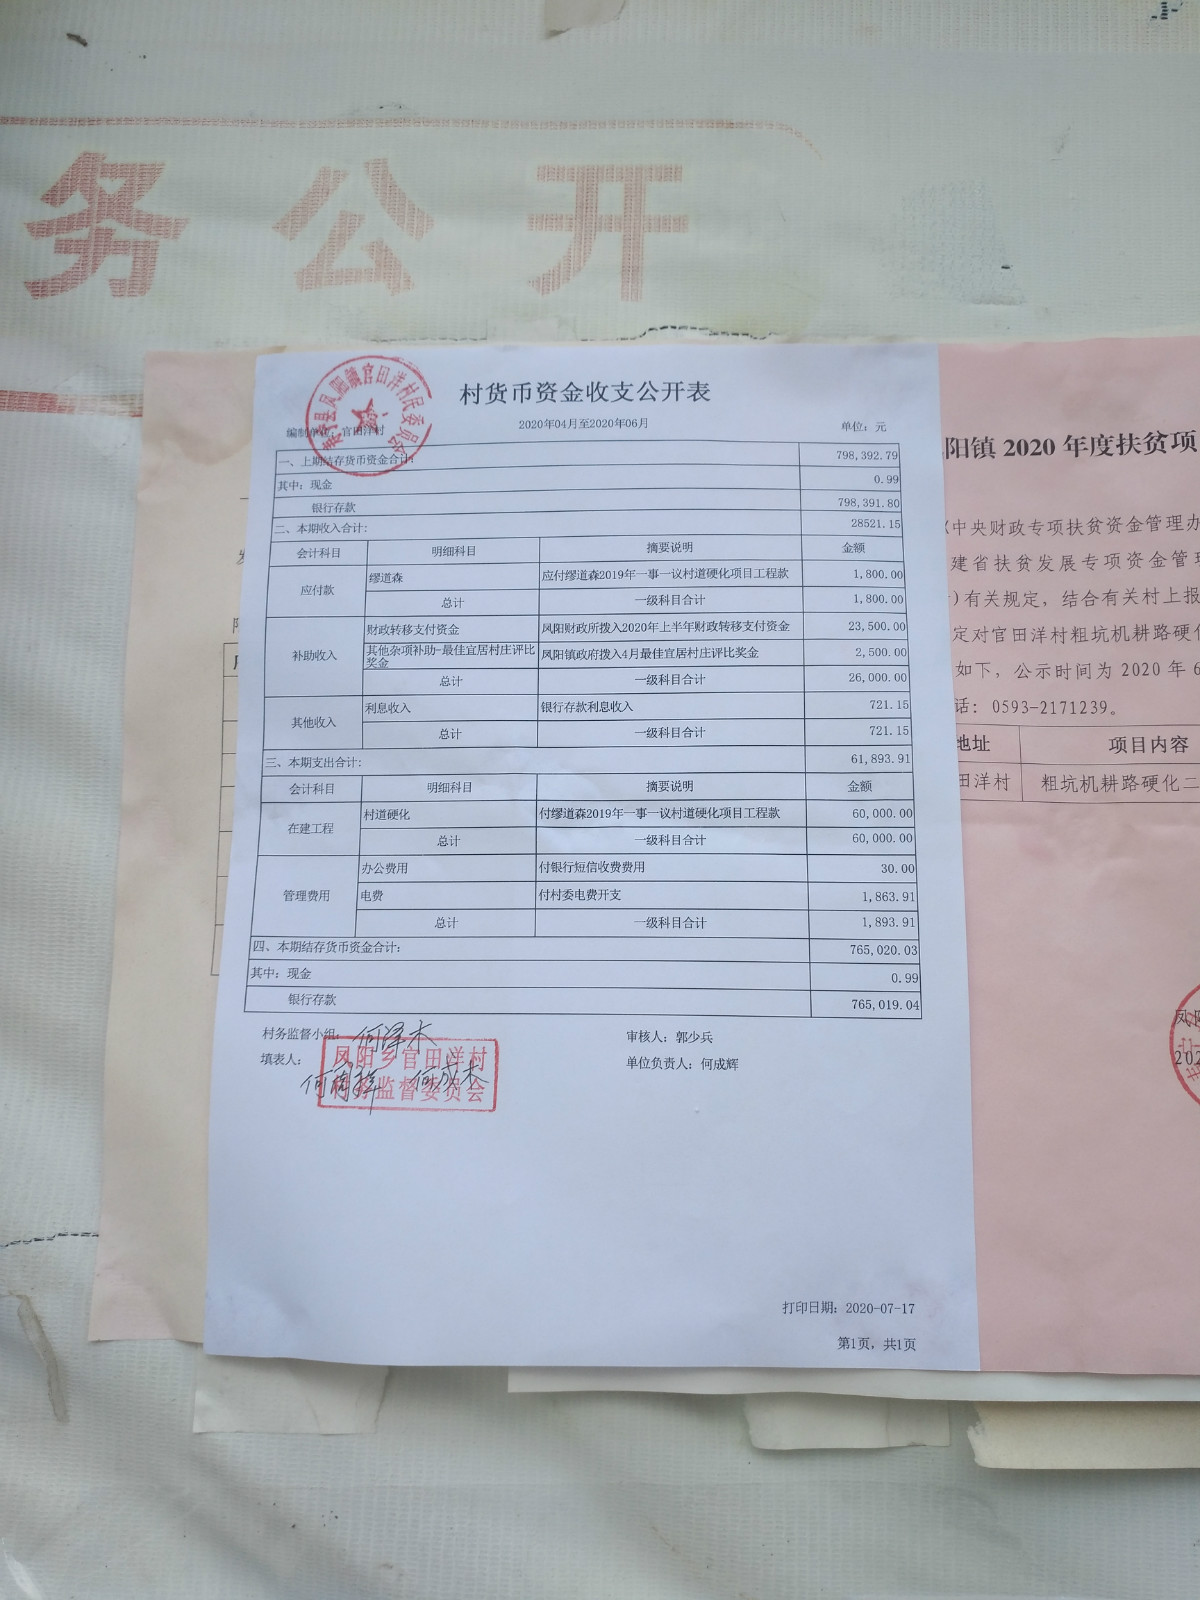 务公开
村货币资金收支公开表
2020年04月至2020年06月
编制单位：官田洋村
单位：元
一、上期结存货币资金合计：
798,392.79
其中：现金
0.99
银行存款
798,391.80
二、本期收入合计：
28521.15
会计科目 明细科目 摘要说明 金额
应付款
缪道森 应付缪道森2019年一事一议村道硬化项目工程款 1,800.00
总计 一级科目合计 1,800.00
补助收入
财政转移支付资金 凤阳财政所拨入2020年上半年财政转移支付资金 23,500.00
其他杂项补助-最佳宜居村庄评比
奖金
凤阳镇政府拨入4月最佳宜居村庄评比奖金 2,500.00
总计 一级科目合计 26,000.00
其他收入
利息收入 银行存款利息收入 721.15
总计 一级科目合计 721.15
三、本期支出合计：
61,893.91
会计科目 明细科目 摘要说明 金额
在建工程
村道硬化 付缪道森2019年一事一议村道硬化项目工程款 60,000.00
总计 一级科目合计 60,000.00
管理费用
办公费用 付银行短信收费费用 30.00
电费 付村委电费开支 1,863.91
总计 一级科目合计 1,893.91
四、本期结存货币资金合计：
765,020.03
其中：现金
0.99
银行存款
765,019.04
村务监督小组：
审核人：郭少兵
填表人：
单位负责人：何成辉
凤阳乡官田洋村
村务监督委员会
打印日期：2020-07-17
第1页，共1页
阳镇 2020 年度扶贫项
《中央财政专项扶贫资金管理办
建省扶贫发展专项资金管理
)有关规定，结合有关村上报
定对官田洋村粗坑机耕路硬化
如下，公示时间为 2020 年 6
话：0593-2171239。
地址 项目内容
田洋村 粗坑机耕路硬化二